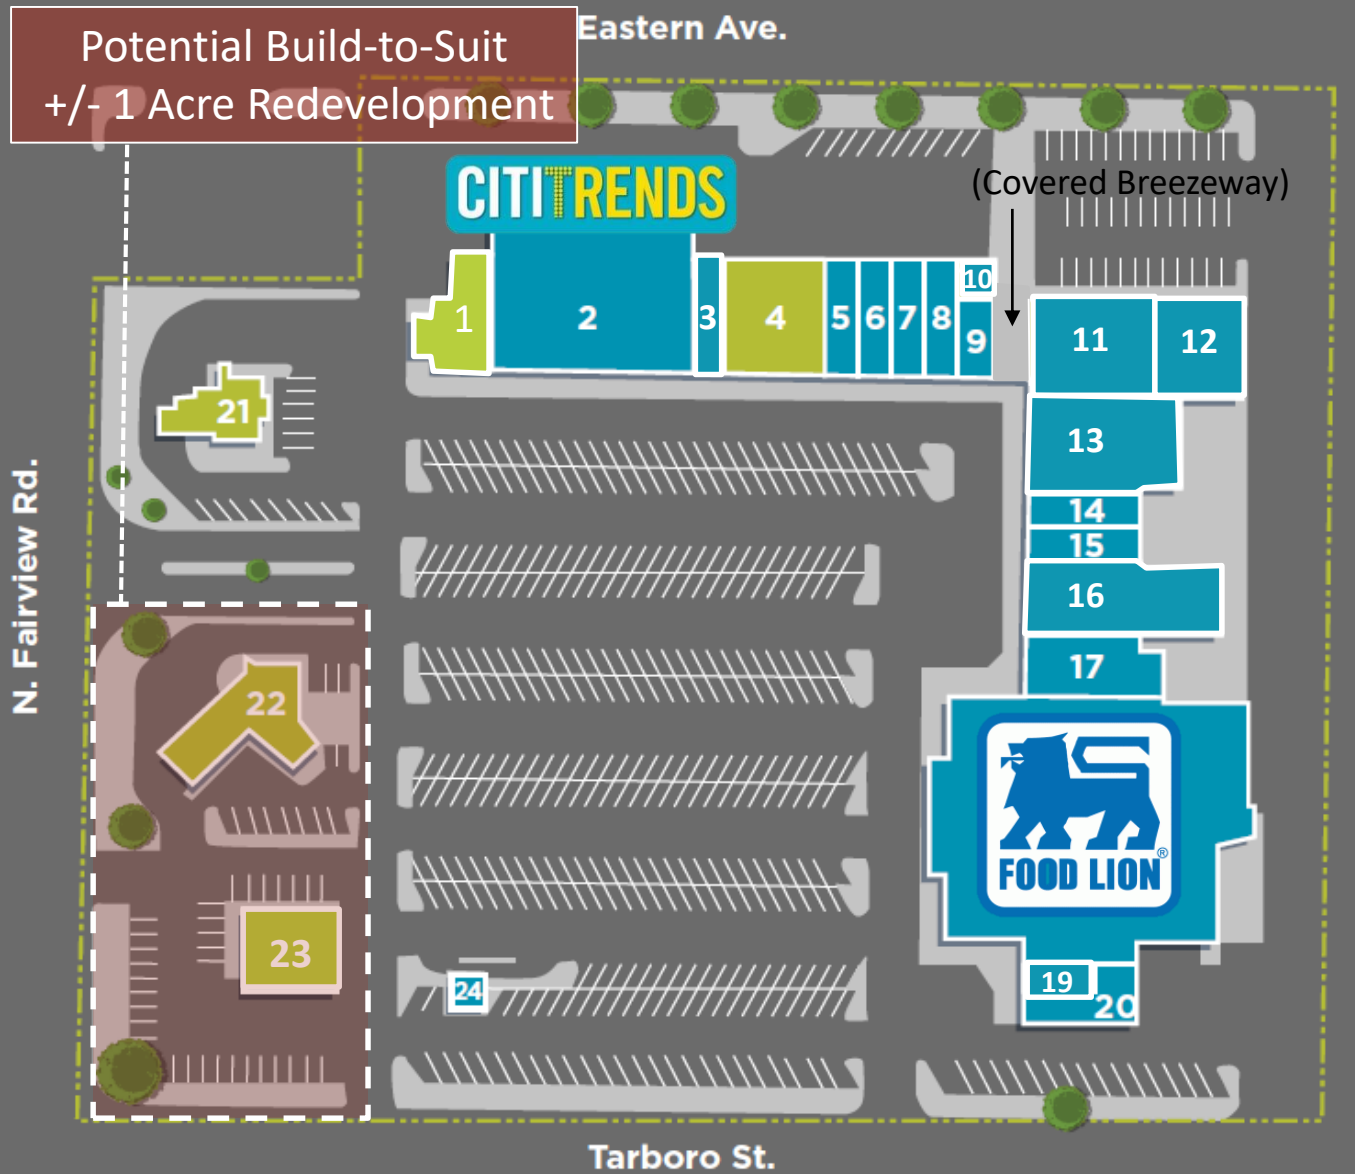 Potential Build-to-Suit
+/- 1 Acre Redevelopment
Eastern Ave.
CITITRENDS
(Covered Breezeway)
1
2
3
4
5
6
7
8
9
10
11
12
13
14
15
16
17
FOOD LION®
19
20
21
22
23
24
N. Fairview Rd.
Tarboro St.